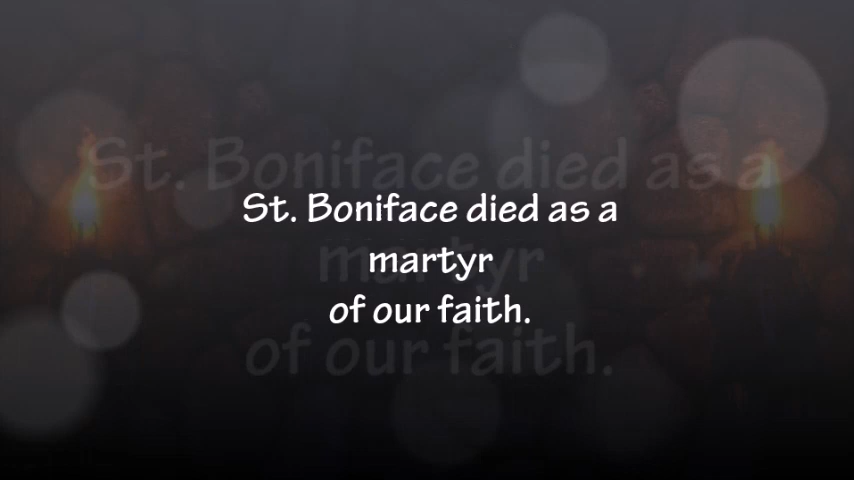 St. Boniface died as a
martyr
of our faith.